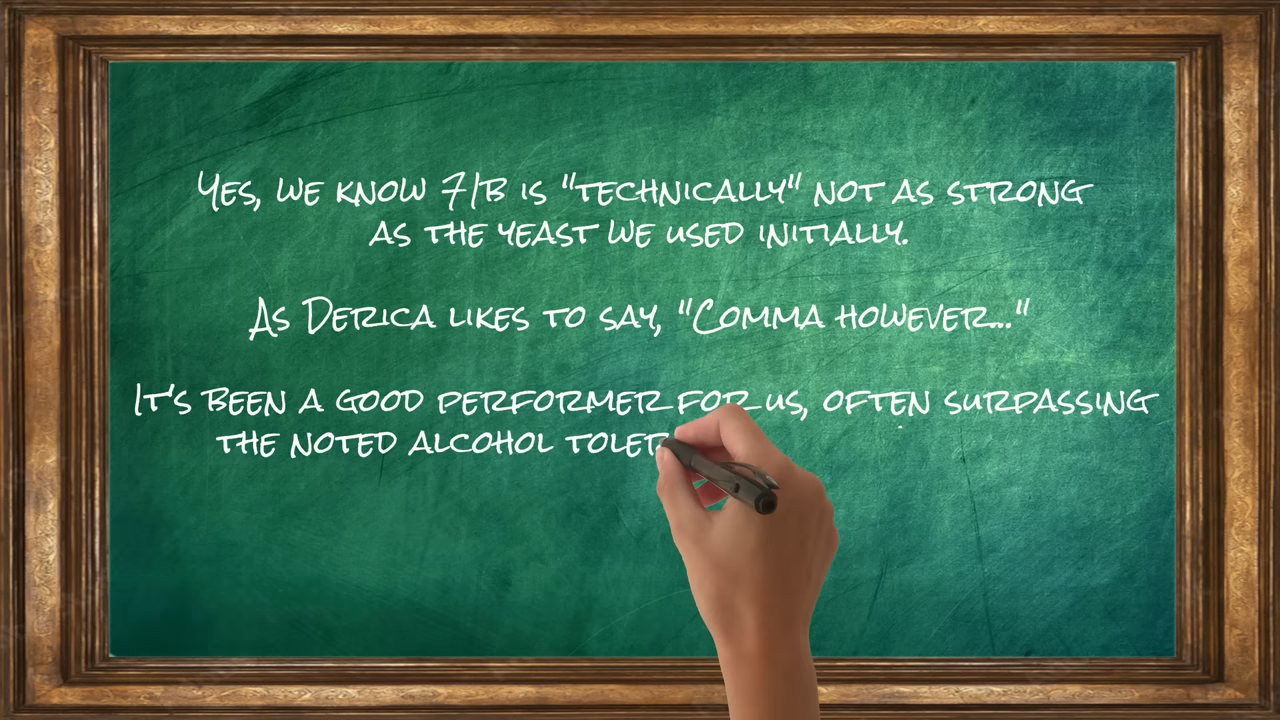 Yes, we know 71B is "technically" not as strong
as the yeast we used initially.
As Derica likes to say, "Comma however..."
It's been a good performer for us, often surpassing
the noted alcohol toler